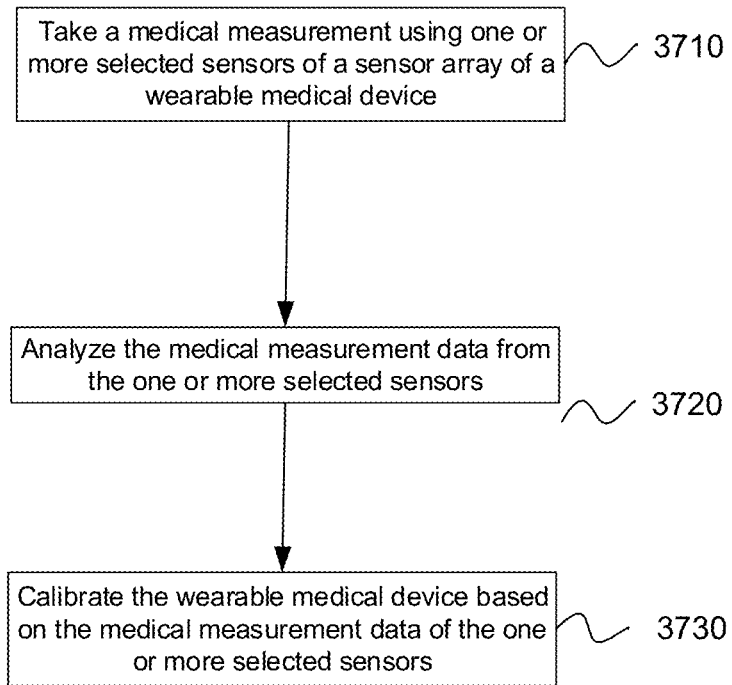 Take a medical measurement using one or
more selected sensors of a sensor array of a
wearable medical device
3710
Analyze the medical measurement data from
the one or more selected sensors
3720
Calibrate the wearable medical device based
on the medical measurement data of the one
or more selected sensors
3730